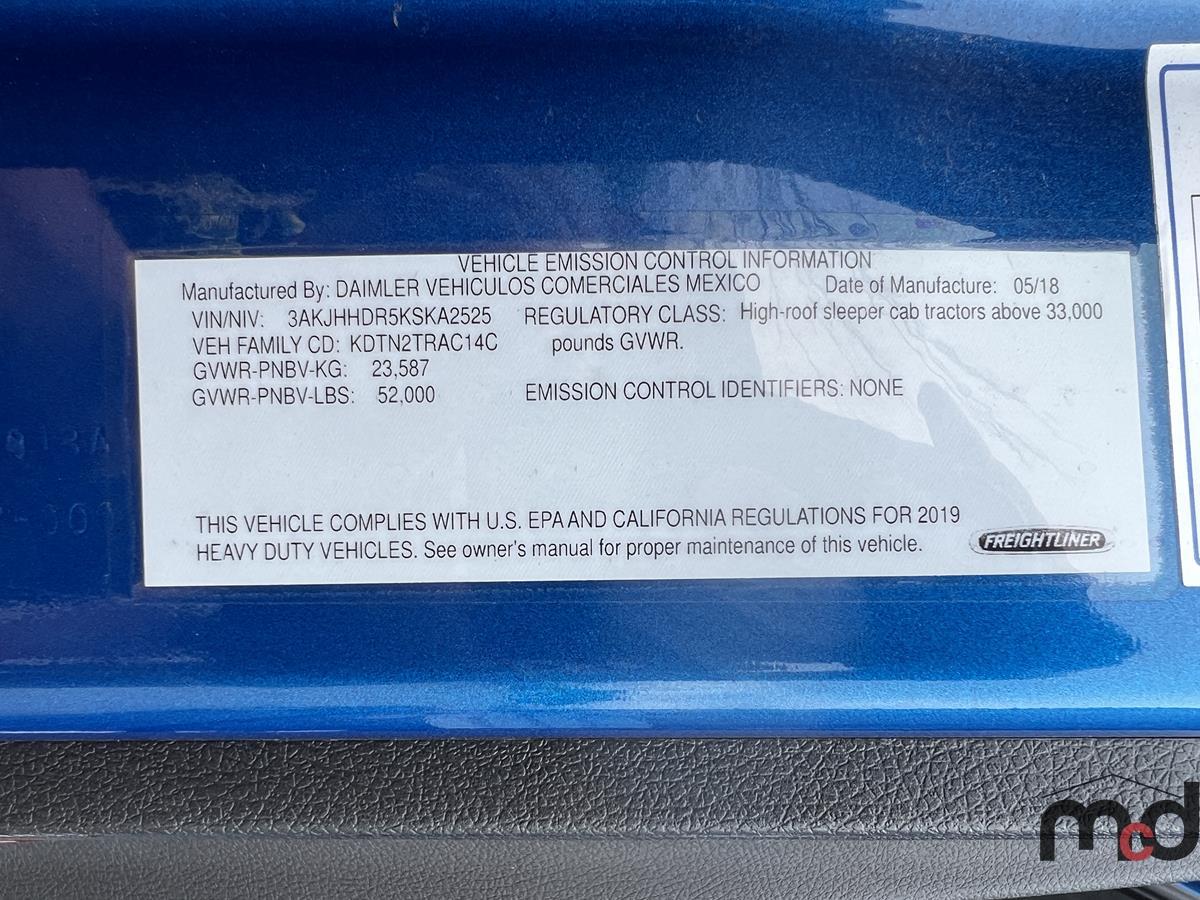 VEHICLE EMISSION CONTROL INFORMATION
Manufactured By: DAIMLER VEHICULOS COMERCIALES MEXICO Date of Manufacture: 05/18
VIN/NIV: 3AKJHHDR5KSKA2525 REGULATORY CLASS: High-roof sleeper cab tractors above 33,000
VEH FAMILY CD: KDTN2TRAC14C pounds GVWR.
GVWR-PNBV-KG: 23,587
GVWR-PNBV-LBS: 52,000 EMISSION CONTROL IDENTIFIERS: NONE
THIS VEHICLE COMPLIES WITH U.S. EPA AND CALIFORNIA REGULATIONS FOR 2019
HEAVY DUTY VEHICLES. See owner's manual for proper maintenance of this vehicle.
FREIGHTLINER
mcd